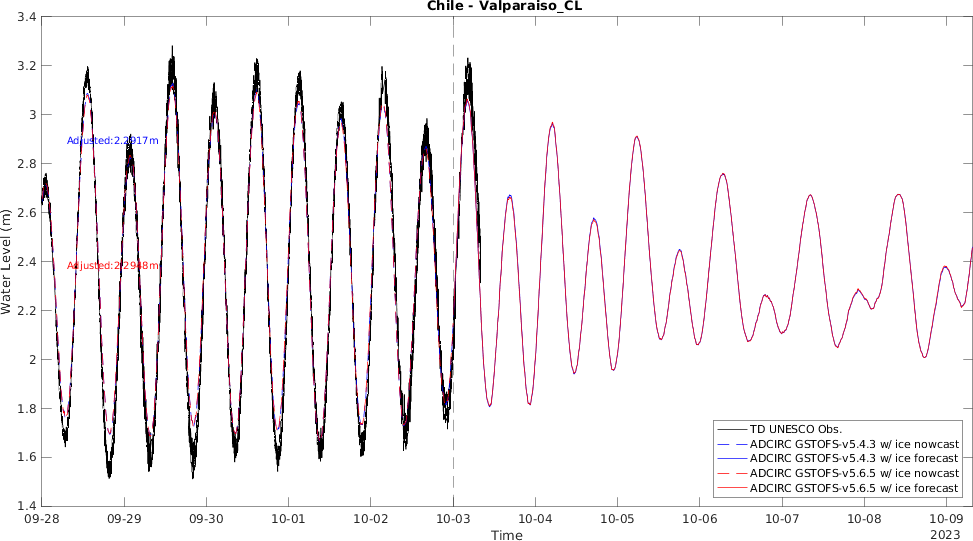 Chile - Valparaiso_CL
3.4
3.2
3
2.8
2.6
2.4
2.2
2
1.8
1.6
1.4
Water Level (m)
Adjusted:2.2917m
Adjusted:2.2948m
TD UNESCO Obs.
ADCIRC GSTOFS-v5.4.3 w/ ice nowcast
ADCIRC GSTOFS-v5.4.3 w/ ice forecast
ADCIRC GSTOFS-v5.6.5 w/ ice nowcast
ADCIRC GSTOFS-v5.6.5 w/ ice forecast
09-28 09-29 09-30 10-01 10-02 10-03 10-04 10-05 10-06 10-07 10-08 10-09
2023
Time